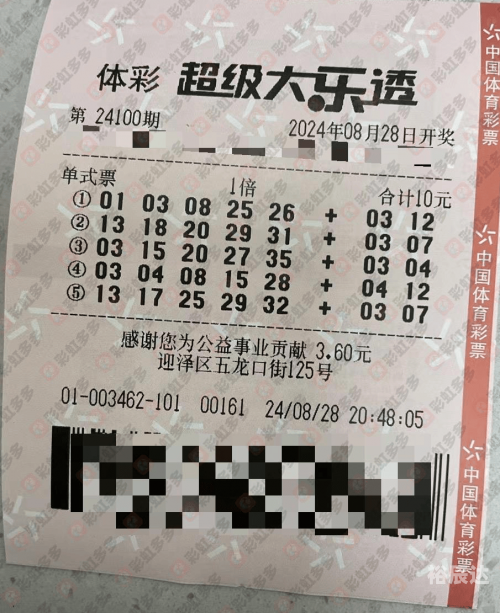 体彩 超级大乐透
第 24100期 2024年08月28日开奖
单式票 1倍 合计10元
① 01 03 08 25 26 + 03 12
② 13 18 20 29 31 + 03 07
③ 03 15 20 27 35 + 03 04
④ 03 04 08 15 28 + 04 12
⑤ 13 17 25 29 32 + 03 07
感谢您为公益事业贡献 3.60元
迎泽区五龙口街125号
01-003462-101 00161 24/08/28 20:48:05
中国体育彩票
中国体育彩票
中国体育彩票
彩虹多多
裕辰达